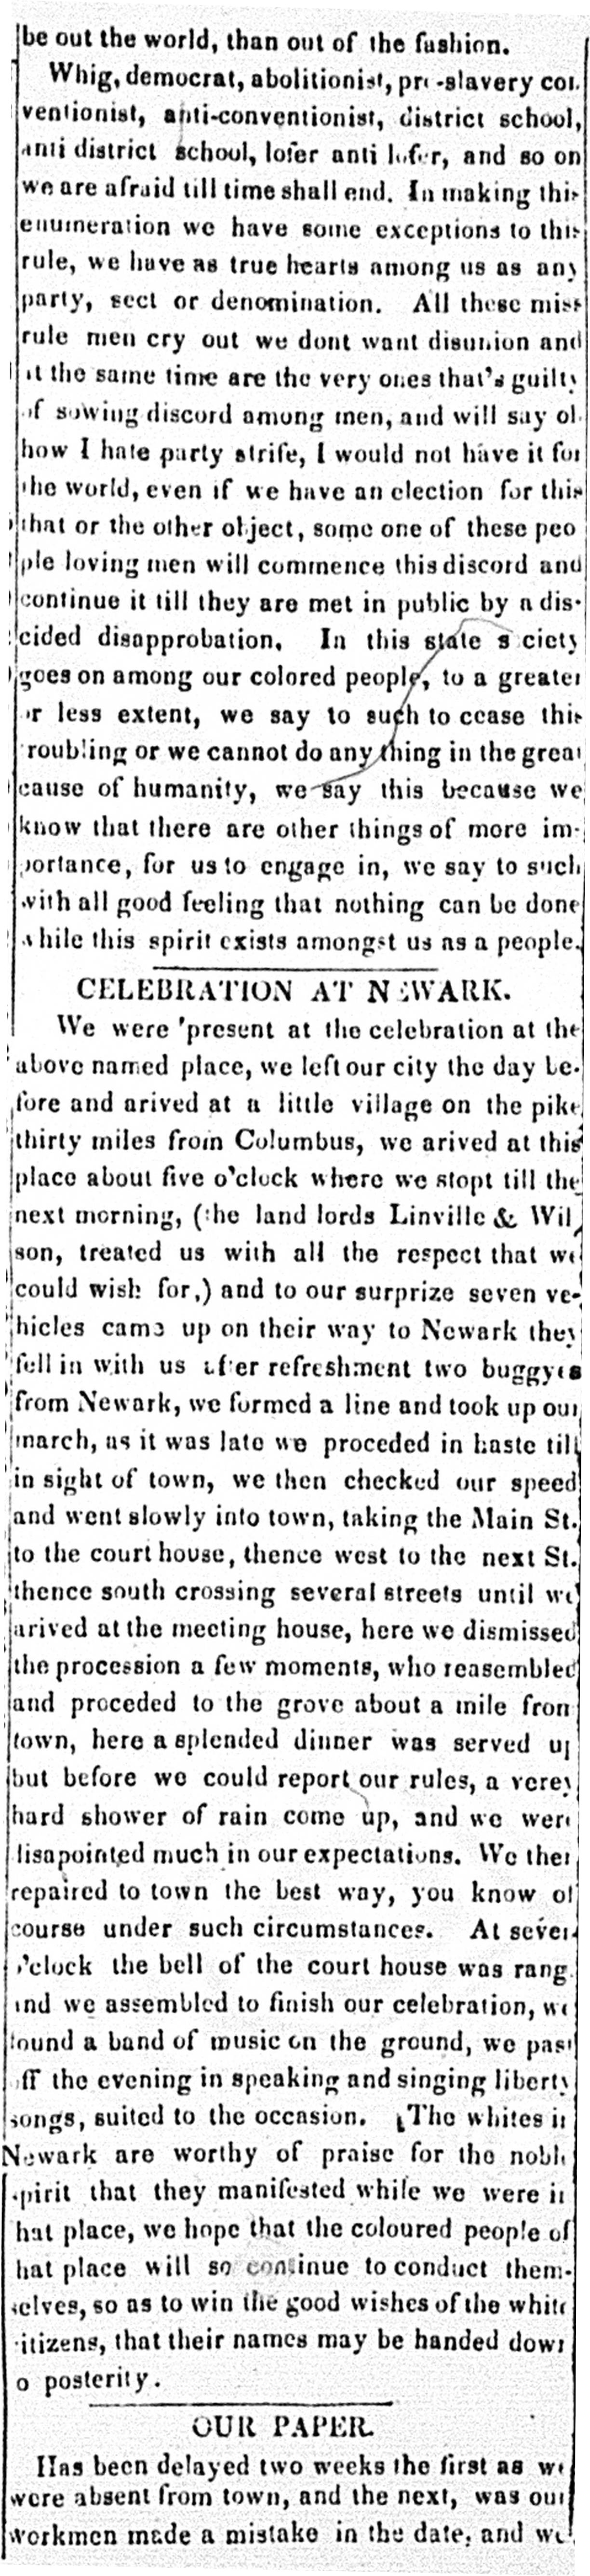 be out the world, than out of the fashion.
Whig, democrat, abolitionist, pro-slavery con
ventionist, anti-conventionist, district school,
anti district school, lofer anti lofer, and so on
we are afraid till time shall end. In making this
enumeration we have some exceptions to this
rule, we have as true hearts among us as any
party, sect or denomination. All these miss
rule men cry out we dont want disunion and
at the same time are the very ones that's guilty
of sowing discord among men, and will say oh
how I hate party strife, I would not have it for
the world, even if we have an election for this
that or the other object, some one of these peo
ple loving men will commence this discord and
continue it till they are met in public by a dis-
cided disapprobation. In this state s ciety
goes on among our colored people, to a greater
or less extent, we say to such to cease this
troubling or we cannot do any thing in the great
cause of humanity, we say this because we
know that there are other things of more im-
portance, for us to engage in, we say to such
with all good feeling that nothing can be done
while this spirit exists amongst us as a people.
CELEBRATION AT NEWARK.
We were present at the celebration at the
above named place, we left our city the day be-
fore and arived at a little village on the pike
thirty miles from Columbus, we arived at this
place about five o'clock where we stopt till the
next morning, (the land lords Linville & Wil
son, treated us with all the respect that we
could wish for,) and to our surprize seven ve-
hicles came up on their way to Newark they
fell in with us after refreshment two buggyes
from Newark, we formed a line and took up our
march, as it was late we proceded in haste till
in sight of town, we then checked our speed
and went slowly into town, taking the Main St.
to the court house, thence west to the next St.
thence south crossing several streets until we
arived at the meeting house, here we dismissed
the procession a few moments, who reasembled
and proceded to the grove about a mile from
town, here a splended dinner was served up
but before we could report our rules, a verey
hard shower of rain come up, and we were
disapointed much in our expectations. We then
repaired to town the best way, you know of
course under such circumstances. At seven
o'clock the bell of the court house was rang
and we assembled to finish our celebration, we
found a band of music on the ground, we past
off the evening in speaking and singing liberty
songs, suited to the occasion. The whites in
Newark are worthy of praise for the noble
spirit that they manifested while we were in
that place, we hope that the coloured people of
that place will so continue to conduct them-
selves, so as to win the good wishes of the white
citizens, that their names may be handed down
to posterity.
OUR PAPER.
Has been delayed two weeks the first as we
were absent from town, and the next, was our
workmen made a mistake in the date, and we